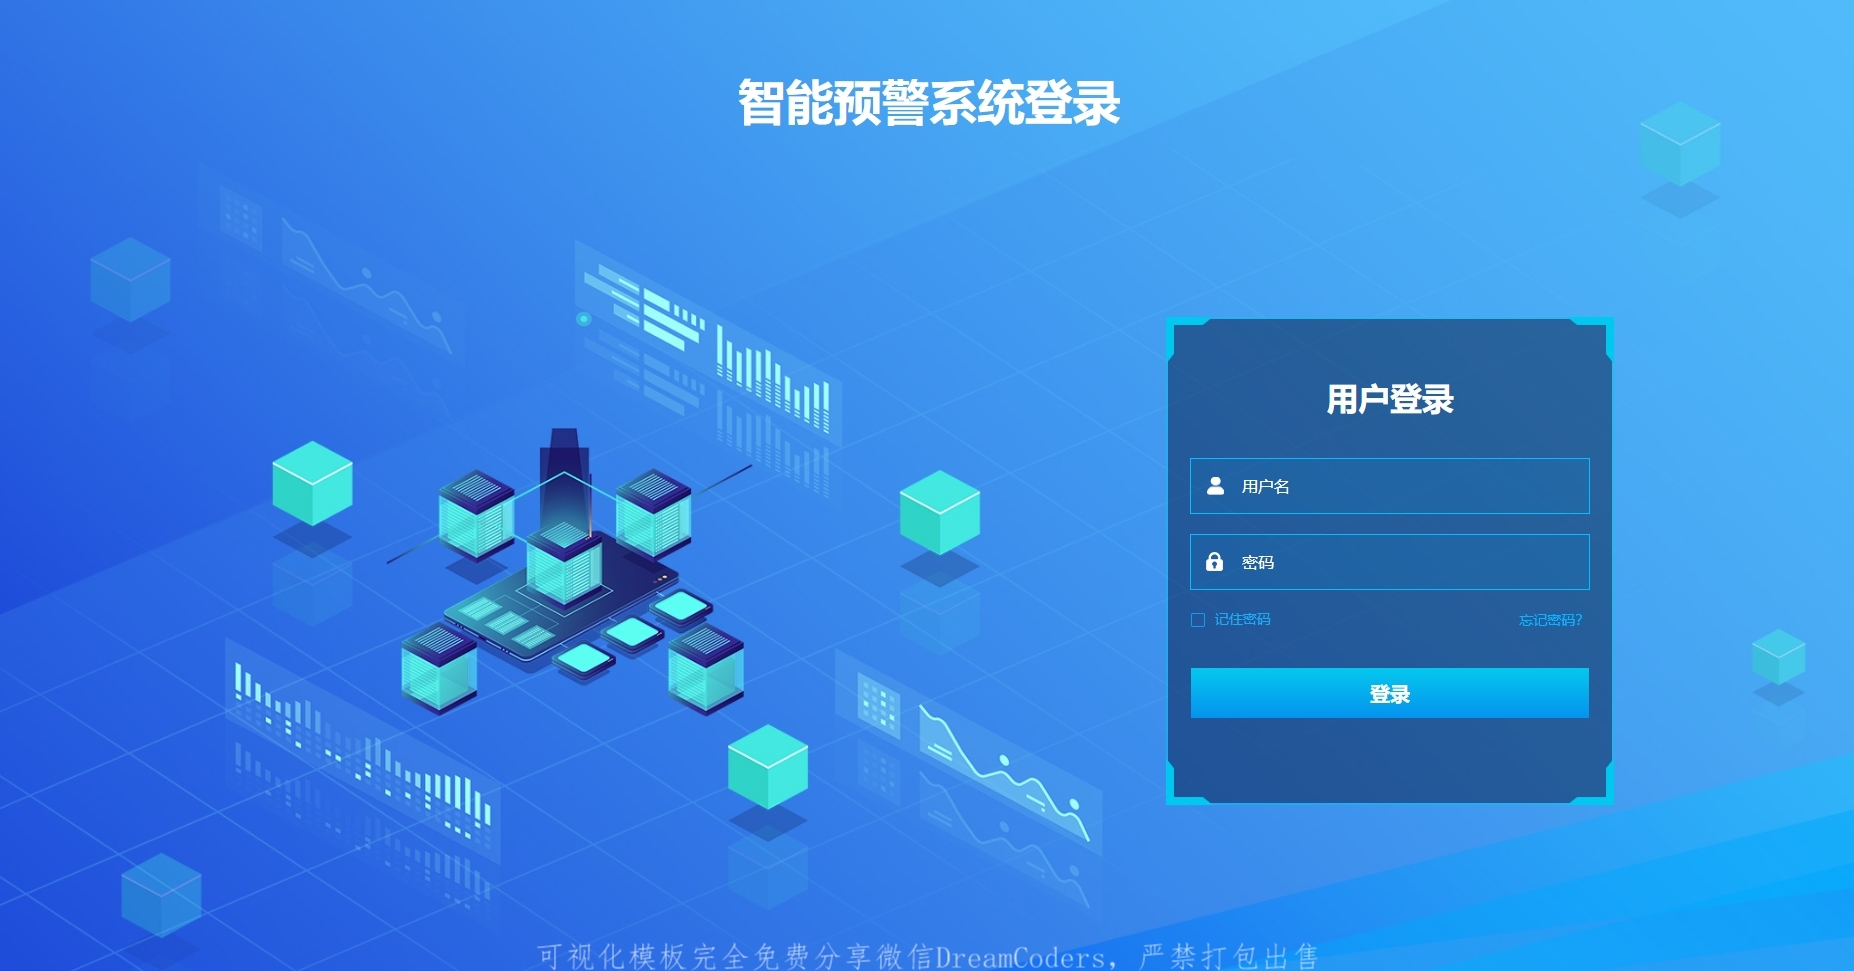 智能预警系统登录
用户登录
用户名
密码
记住密码 忘记密码?
登录
可视化模板完全免费分享微信DreamCoders，严禁打包出售